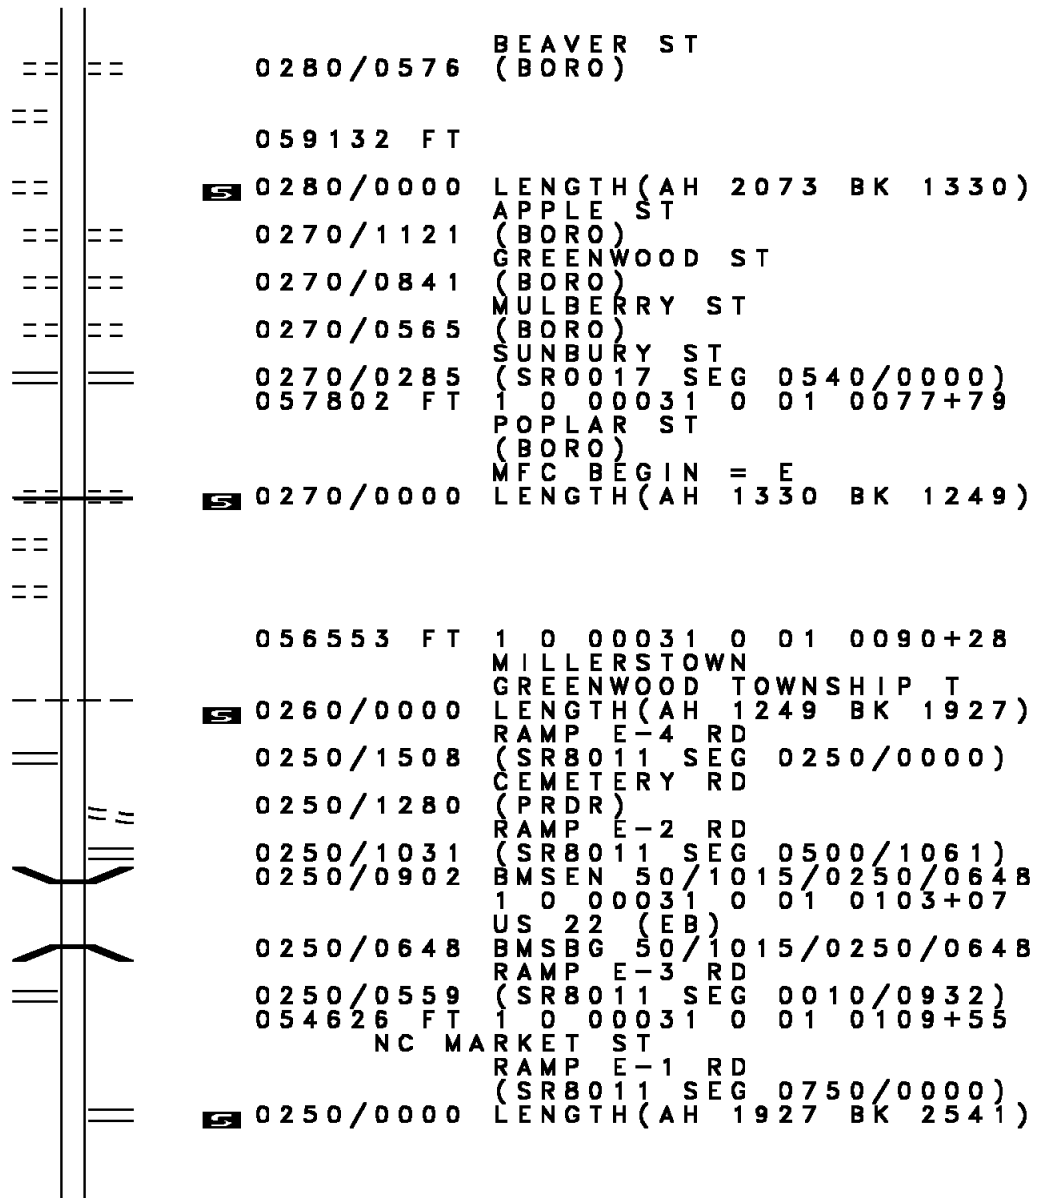 BEAVER ST
0280/0576 (BORO)
059132 FT
S 0280/0000 LENGTH(AH 2073 BK 1330)
APPLE ST
0270/1121 (BORO)
GREENWOOD ST
0270/0841 (BORO)
MULBERRY ST
0270/0565 (BORO)
SUNBURY ST
0270/0285 (SR0017 SEG 0540/0000)
057802 FT 1 0 00031 0 01 0077+79
POPLAR ST
(BORO)
MFC BEGIN = E
S 0270/0000 LENGTH(AH 1330 BK 1249)
056553 FT 1 0 00031 0 01 0090+28
MILLERSTOWN
GREENWOOD TOWNSHIP T
S 0260/0000 LENGTH(AH 1249 BK 1927)
RAMP E-4 RD
0250/1508 (SR8011 SEG 0250/0000)
CEMETERY RD
0250/1280 (PRDR)
RAMP E-2 RD
0250/1031 (SR8011 SEG 0500/1061)
0250/0902 BMSEN 50/1015/0250/0648
1 0 00031 0 01 0103+07
US 22 (EB)
0250/0648 BMSBG 50/1015/0250/0648
RAMP E-3 RD
0250/0559 (SR8011 SEG 0010/0932)
054626 FT 1 0 00031 0 01 0109+55
NC MARKET ST
RAMP E-1 RD
(SR8011 SEG 0750/0000)
S 0250/0000 LENGTH(AH 1927 BK 2541)